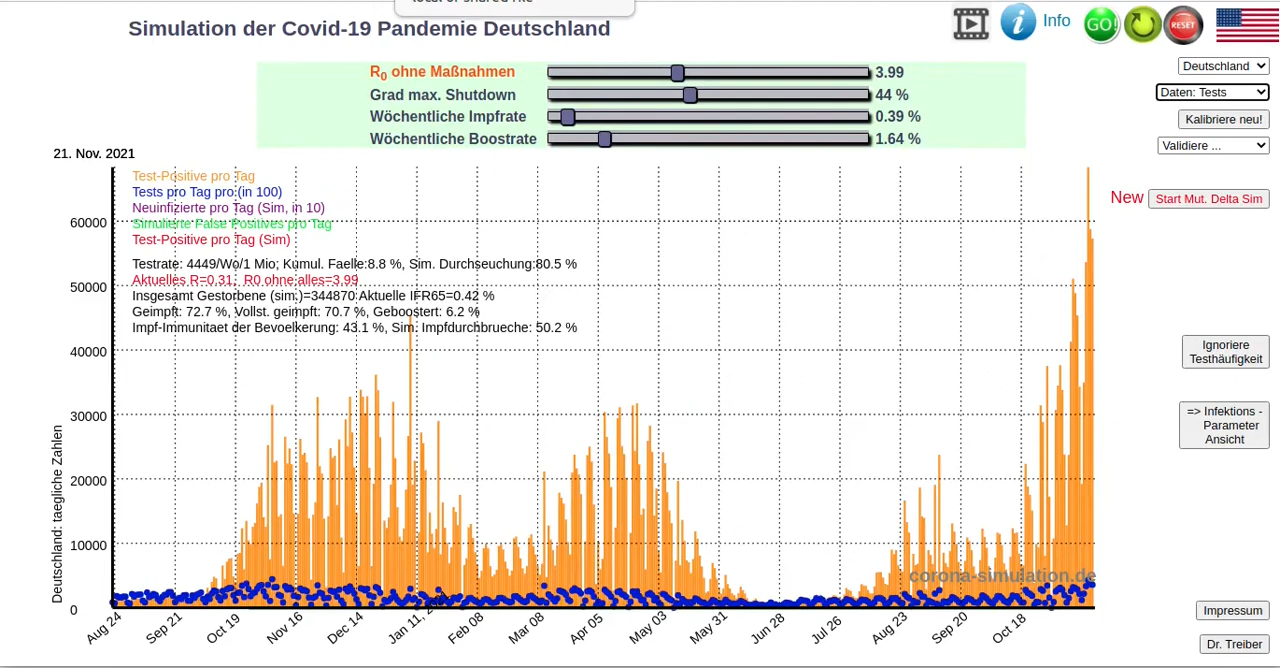 Simulation der Covid-19 Pandemie Deutschland
Info
GO!
RESET
R0 ohne Maßnahmen 3.99
Grad max. Shutdown 44 %
Wöchentliche Impfrate 0.39 %
Wöchentliche Boostrate 1.64 %
Deutschland
Daten: Tests
Kalibriere neu!
Validiere ...
New Start Mut. Delta Sim
21. Nov. 2021
Test-Positive pro Tag
Tests pro Tag pro (in 100)
Neuinfizierte pro Tag (Sim, in 10)
Simulierte False Positives pro Tag
Test-Positive pro Tag (Sim)
Testrate: 4449/Wo/1 Mio; Kumul. Faelle:8.8 %, Sim. Durchseuchung:80.5 %
Aktuelles R=0.31; R0 ohne alles=3.99
Insgesamt Gestorbene (sim.)=344870 Aktuelle IFR65=0.42 %
Geimpft: 72.7 %, Vollst. geimpft: 70.7 %, Geboostert: 6.2 %
Impf-Immunitaet der Bevoelkerung: 43.1 %, Sim. Impfdurchbrueche: 50.2 %
60000
50000
40000
30000
20000
10000
0
Deutschland: taegliche Zahlen
Ignoriere
Testhäufigkeit
=> Infektions -
Parameter
Ansicht
corona-simulation.de
Aug 24
Sep 21
Oct 19
Nov 16
Dec 14
Jan 11,
Feb 08
Mar 08
Apr 05
May 03
May 31
Jun 28
Jul 26
Aug 23
Sep 20
Oct 18
Impressum
Dr. Treiber